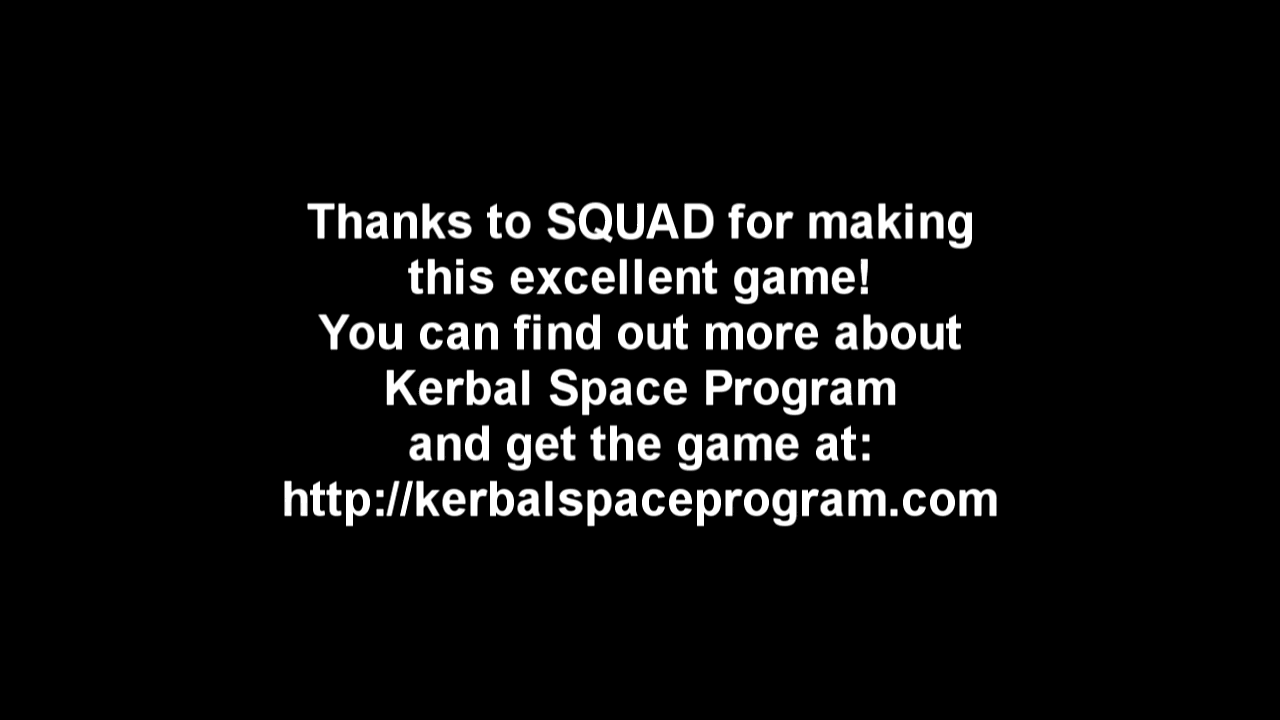 Thanks to SQUAD for making
this excellent game!
You can find out more about
Kerbal Space Program
and get the game at:
http://kerbalspaceprogram.com